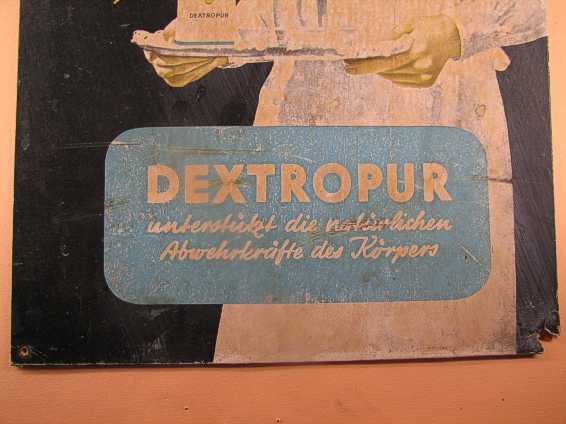 DEXTROPUR
DEXTROPUR
unterstützt die natürlichen
Abwehrkräfte des Körpers